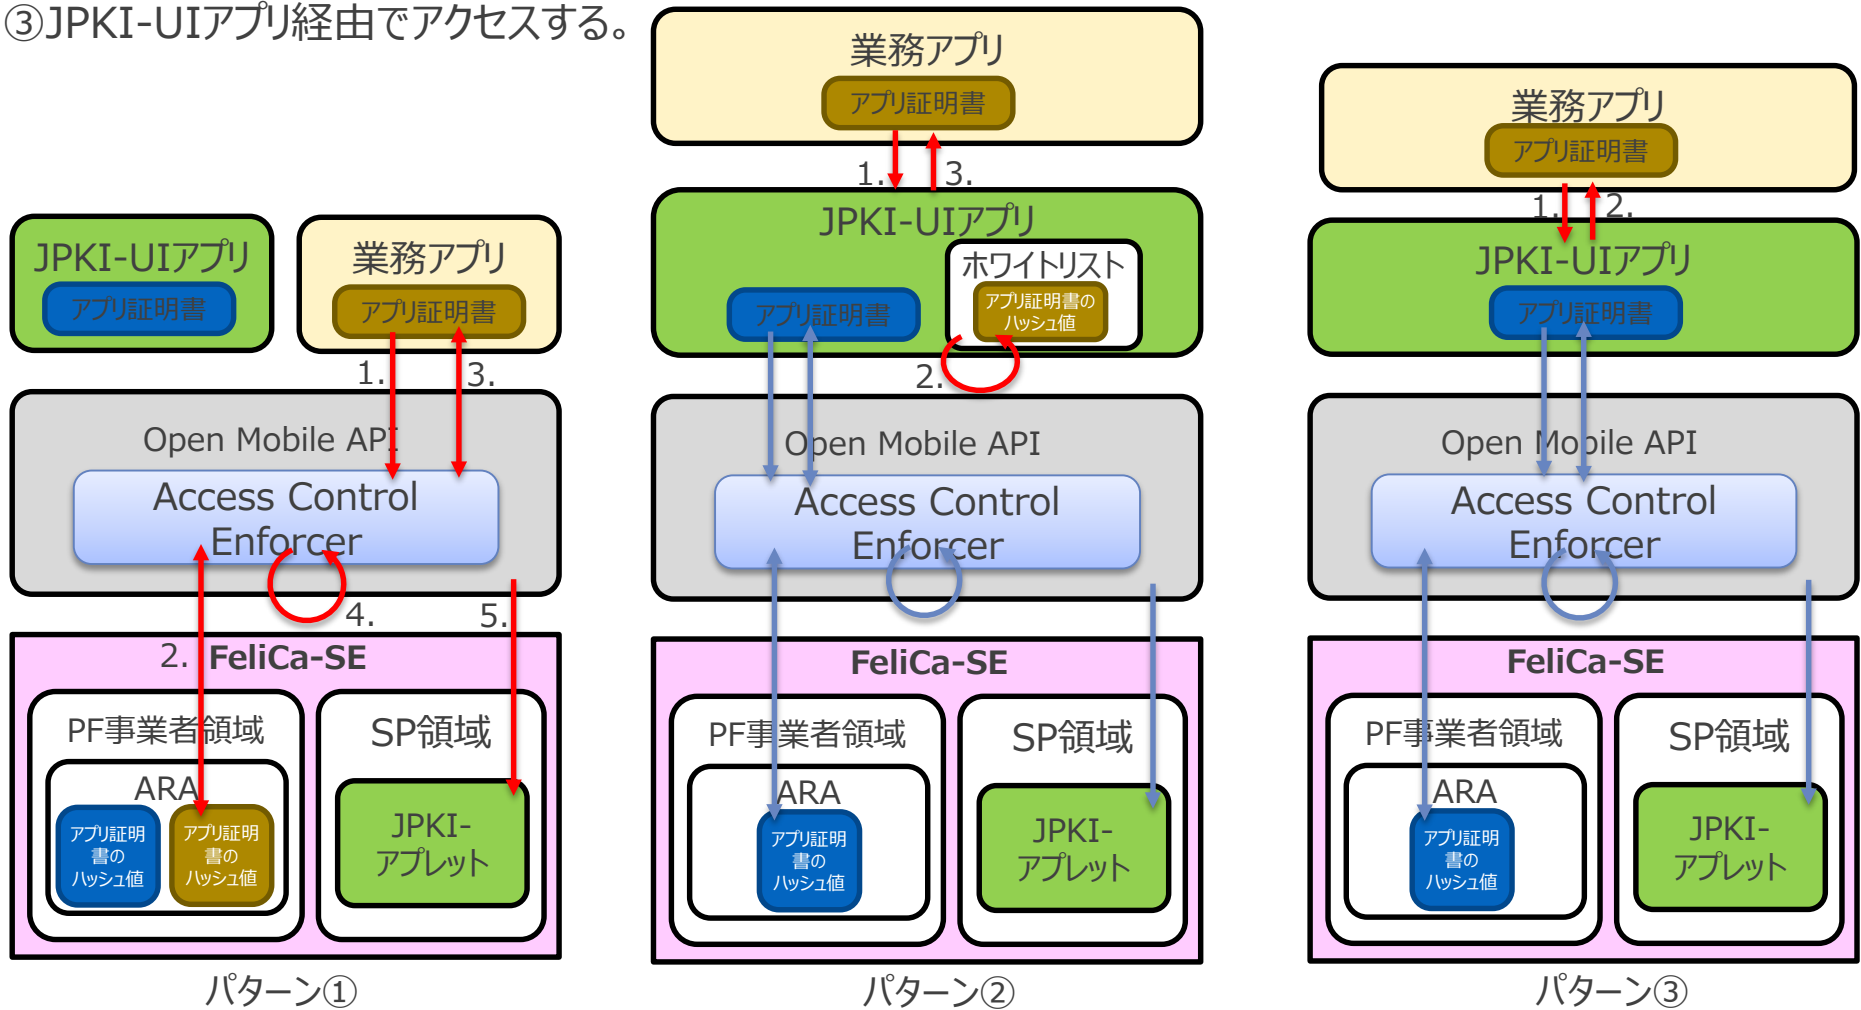 ③JPKI-UIアプリ経由でアクセスする。
JPKI-UIアプリ
アプリ証明書
業務アプリ
アプリ証明書
1.
3.
Open Mobile API
Access Control
Enforcer
4.
5.
2.
FeliCa-SE
PF事業者領域
ARA
アプリ証明
書の
ハッシュ値
アプリ証明
書の
ハッシュ値
SP領域
JPKI-
アプレット
パターン①
業務アプリ
アプリ証明書
1.
3.
JPKI-UIアプリ
アプリ証明書
ホワイトリスト
アプリ証明書の
ハッシュ値
2.
Open Mobile API
Access Control
Enforcer
FeliCa-SE
PF事業者領域
ARA
アプリ証明
書の
ハッシュ値
SP領域
JPKI-
アプレット
パターン②
業務アプリ
アプリ証明書
1.
2.
JPKI-UIアプリ
アプリ証明書
Open Mobile API
Access Control
Enforcer
FeliCa-SE
PF事業者領域
ARA
アプリ証明
書の
ハッシュ値
SP領域
JPKI-
アプレット
パターン③